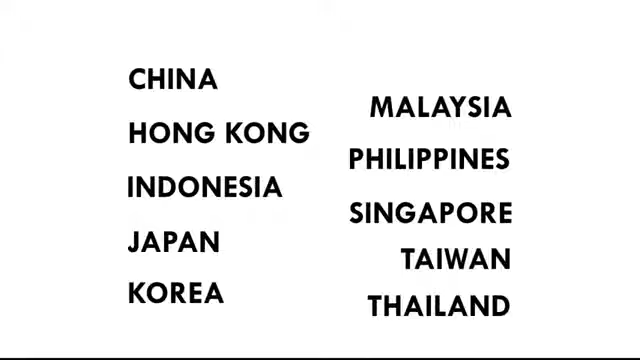 CHINA
HONG KONG
INDONESIA
JAPAN
KOREA
MALAYSIA
PHILIPPINES
SINGAPORE
TAIWAN
THAILAND